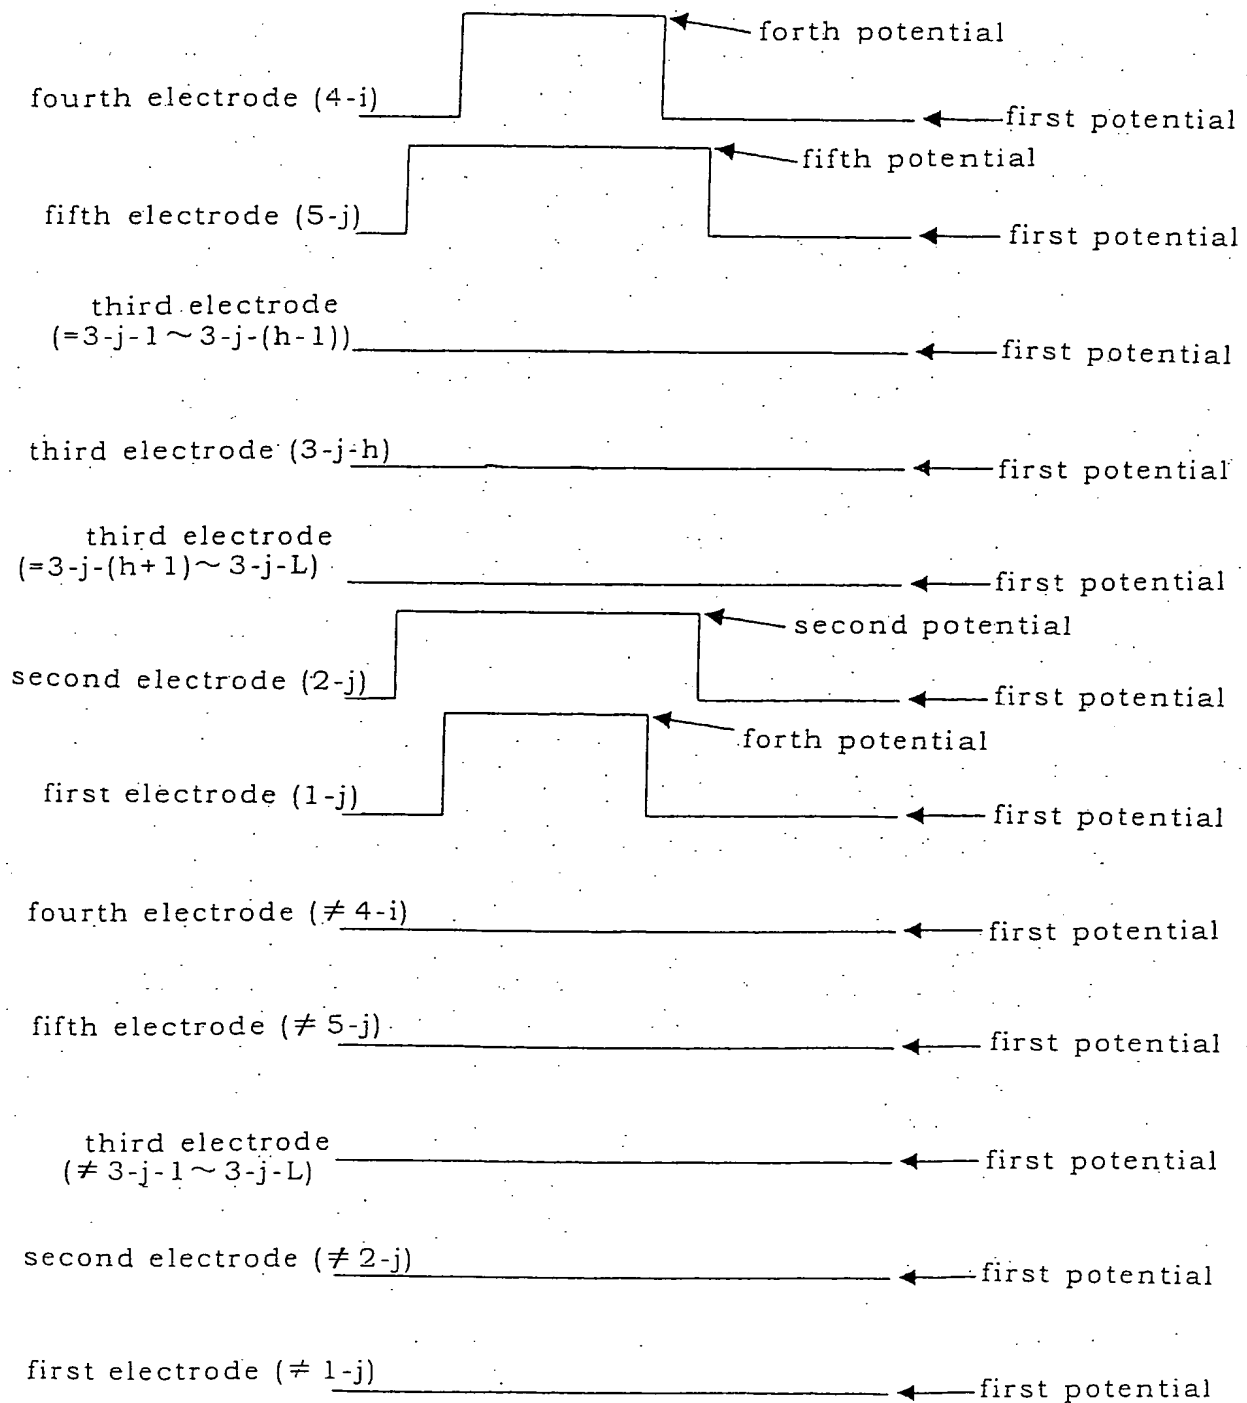 forth potential
fourth electrode (4-i)
first potential
fifth potential
fifth electrode (5-j)
first potential
third electrode
(=3-j-1～3-j-(h-1))
first potential
third electrode (3-j-h)
first potential
third electrode
(=3-j-(h+1)～3-j-L)
first potential
second potential
second electrode (2-j)
first potential
forth potential
first electrode (1-j)
first potential
fourth electrode (≠4-i)
first potential
fifth electrode (≠5-j)
first potential
third electrode
(≠3-j-1～3-j-L)
first potential
second electrode (≠2-j)
first potential
first electrode (≠1-j)
first potential